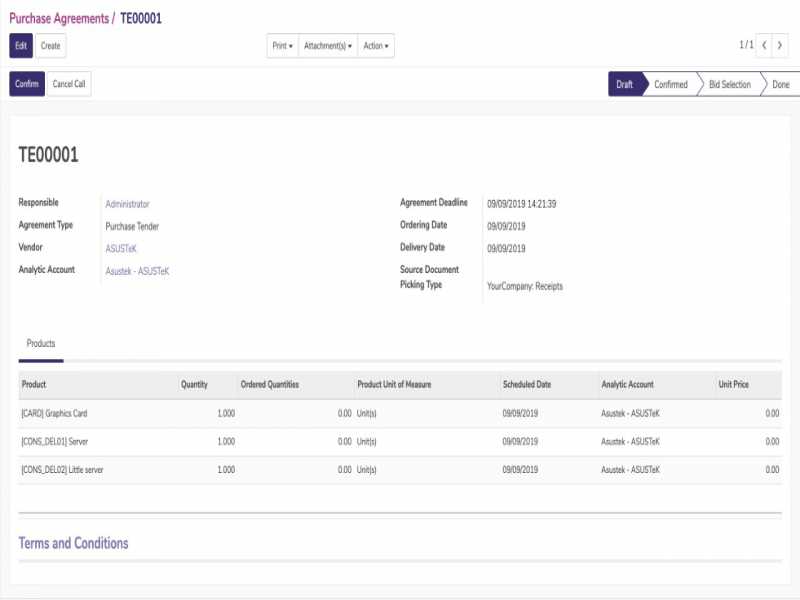 Purchase Agreements / TE00001
Edit Create Print Attachment(s) Action 1 / 1
Confirm Cancel Call Draft Confirmed Bid Selection Done
TE00001
Responsible Administrator Agreement Deadline 09/09/2019 14:21:39
Agreement Type Purchase Tender Ordering Date 09/09/2019
Vendor ASUSTeK Delivery Date 09/09/2019
Analytic Account Asustek - ASUSTeK Source Document
Picking Type YourCompany: Receipts
Products
Product Quantity Ordered Quantities Product Unit of Measure Scheduled Date Analytic Account Unit Price
[CARD] Graphics Card 1.000 0.00 Unit(s) 09/09/2019 Asustek - ASUSTeK 0.00
[CONS_DEL01] Server 1.000 0.00 Unit(s) 09/09/2019 Asustek - ASUSTeK 0.00
[CONS_DEL02] Little server 1.000 0.00 Unit(s) 09/09/2019 Asustek - ASUSTeK 0.00
Terms and Conditions